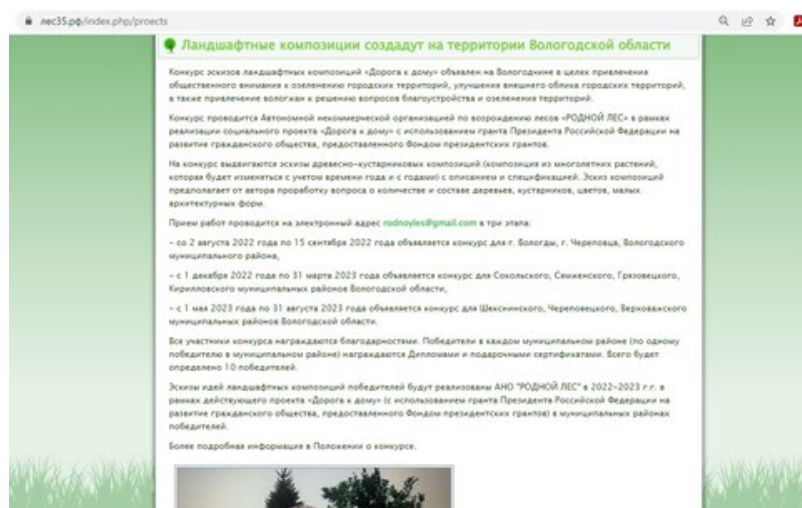 лес35.рф/index.php/proects
Ландшафтные композиции создадут на территории Вологодской области
Конкурс эскизов ландшафтных композиций «Дорога к дому» объявлен на Вологодчине в целях привлечения
общественного внимания к озеленению городских территорий, улучшения внешнего облика городских территорий,
а также привлечение вологжан к решению вопросов благоустройства и озеленения территорий.
Конкурс проводится Автономной некоммерческой организацией по возрождению лесов «РОДНОЙ ЛЕС» в рамках
реализации социального проекта «Дорога к дому» с использованием гранта Президента Российской Федерации на
развитие гражданского общества, предоставленного Фондом президентских грантов.
На конкурс выдвигаются эскизы древесно-кустарниковых композиций (композиция из многолетних растений,
которая будет изменяться с учетом времени года и с годами) с описанием и спецификацией. Эскиз композиций
предполагает от автора проработку вопроса о количестве и составе деревьев, кустарников, цветов, малых
архитектурных форм.
Прием работ проводится на электронный адрес rodnoyles@gmail.com в три этапа:
– со 2 августа 2022 года по 15 сентября 2022 года объявляется конкурс для г. Вологды, г. Череповца, Вологодского
муниципального района,
– с 1 декабря 2022 года по 31 марта 2023 года объявляется конкурс для Сокольского, Сямженского, Грязовецкого,
Кирилловского муниципальных районов Вологодской области,
– с 1 мая 2023 года по 31 августа 2023 года объявляется конкурс для Шекснинского, Череповецкого, Верховажского
муниципальных районов Вологодской области.
Все участники конкурса награждаются благодарностями. Победители в каждом муниципальном районе (по одному
победителю в муниципальном районе) награждаются Дипломами и подарочными сертификатами. Всего будет
определено 10 победителей.
Эскизы идей ландшафтных композиций победителей будут реализованы АНО "РОДНОЙ ЛЕС" в 2022–2023 г.г. в
рамках действующего проекта «Дорога к дому» (с использованием гранта Президента Российской Федерации на
развитие гражданского общества, предоставленного Фондом президентских грантов) в муниципальных районах
победителей.
Более подробная информация в Положении о конкурсе.